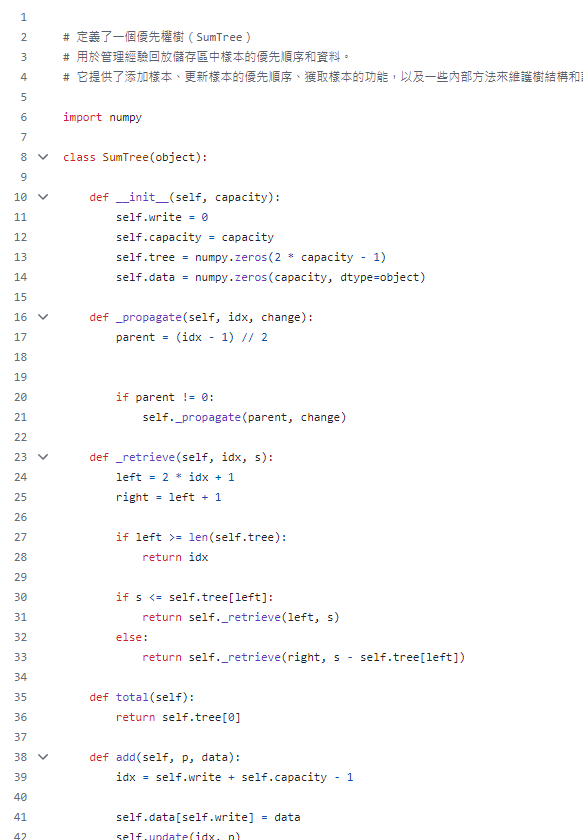 1
2 # 定義了一個優先權樹（SumTree）
3 # 用於管理經驗回放儲存區中樣本的優先順序和資料。
4 # 它提供了添加樣本、更新樣本的優先順序、獲取樣本的功能，以及一些內部方法來維護樹結構和
5
6 import numpy
7
8 class SumTree(object):
9
10 def __init__(self, capacity):
11 self.write = 0
12 self.capacity = capacity
13 self.tree = numpy.zeros(2 * capacity - 1)
14 self.data = numpy.zeros(capacity, dtype=object)
15
16 def _propagate(self, idx, change):
17 parent = (idx - 1) // 2
18
19
20 if parent != 0:
21 self._propagate(parent, change)
22
23 def _retrieve(self, idx, s):
24 left = 2 * idx + 1
25 right = left + 1
26
27 if left >= len(self.tree):
28 return idx
29
30 if s <= self.tree[left]:
31 return self._retrieve(left, s)
32 else:
33 return self._retrieve(right, s - self.tree[left])
34
35 def total(self):
36 return self.tree[0]
37
38 def add(self, p, data):
39 idx = self.write + self.capacity - 1
40
41 self.data[self.write] = data
42 self.update(idx, p)